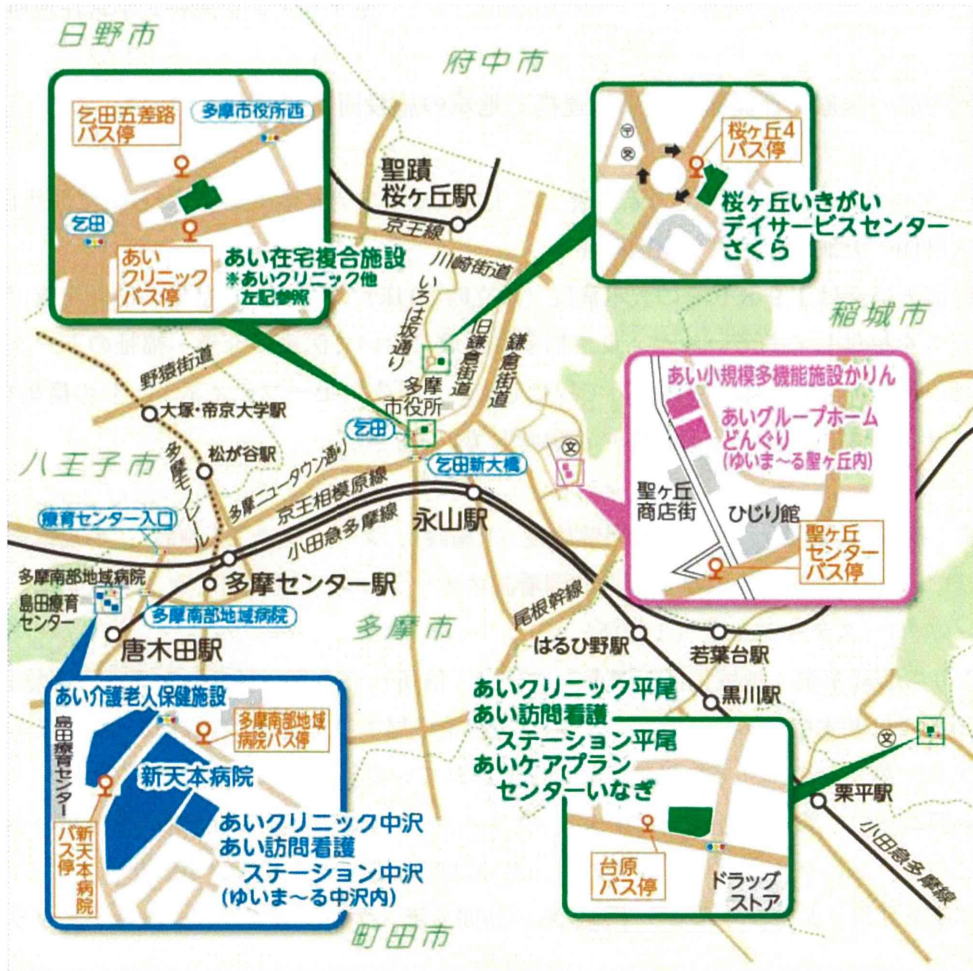 日野市
府中市
乞田五差路
バス停
多摩市役所西
乞田
あい
クリニック
バス停
あい在宅複合施設
※あいクリニック他
左記参照
聖蹟
桜ヶ丘駅
京王線
桜ヶ丘4
バス停
桜ヶ丘いきがい
デイサービスセンター
さくら
川崎街道
いろは坂通り
旧鎌倉街道
鎌倉街道
稲城市
野猿街道
大塚・帝京大学駅
松が谷駅
多摩モノレール
八王子市
多摩
市役所
乞田
乞田新大橋
多摩ニュータウン通り
京王相模原線
小田急多摩線
永山駅
あい小規模多機能施設かりん
あいグループホーム
どんぐり
(ゆいま~る聖ヶ丘内)
聖ヶ丘
商店街
ひじり館
聖ヶ丘
センター
バス停
療育センター入口
多摩南部地域病院
島田療育
センター
多摩センター駅
多摩南部地域病院
唐木田駅
多摩市
尾根幹線
はるひ野駅
若葉台駅
黒川駅
栗平駅
小田急多摩線
あい介護老人保健施設
島田療育センター
多摩南部地域
病院バス停
新天本病院
新天本病院
バス停
あいクリニック中沢
あい訪問看護
ステーション中沢
(ゆいま~る中沢内)
あいクリニック平尾
あい訪問看護
ステーション平尾
あいケアプラン
センターいなぎ
台原
バス停
ドラッグ
ストア
町田市
文
文
文